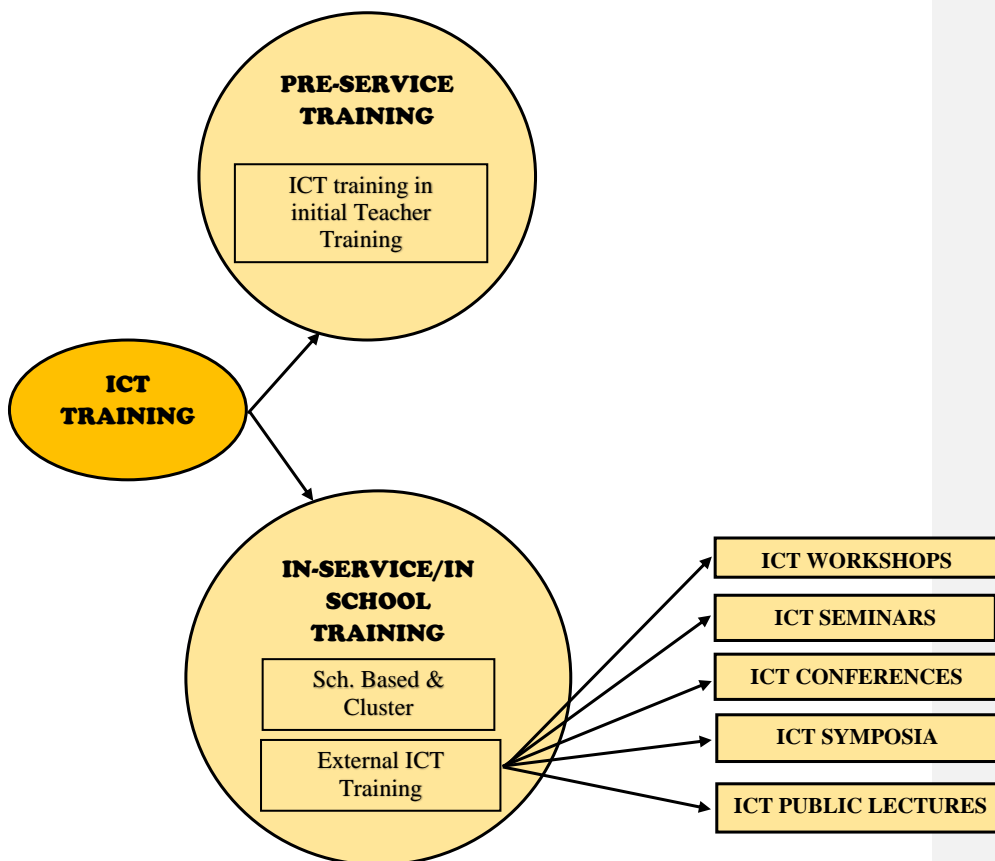 PRE-SERVICE
TRAINING
ICT training in
initial Teacher
Training
ICT
TRAINING
IN-SERVICE/IN
SCHOOL
TRAINING
Sch. Based &
Cluster
External ICT
Training
ICT WORKSHOPS
ICT SEMINARS
ICT CONFERENCES
ICT SYMPOSIA
ICT PUBLIC LECTURES